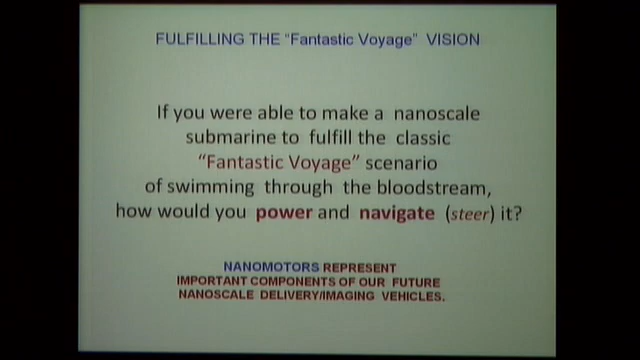 FULFILLING THE "Fantastic Voyage" VISION
If you were able to make a nanoscale
submarine to fulfill the classic
"Fantastic Voyage" scenario
of swimming through the bloodstream,
how would you power and navigate (steer) it?
NANOMOTORS REPRESENT
IMPORTANT COMPONENTS OF OUR FUTURE
NANOSCALE DELIVERY/IMAGING VEHICLES.